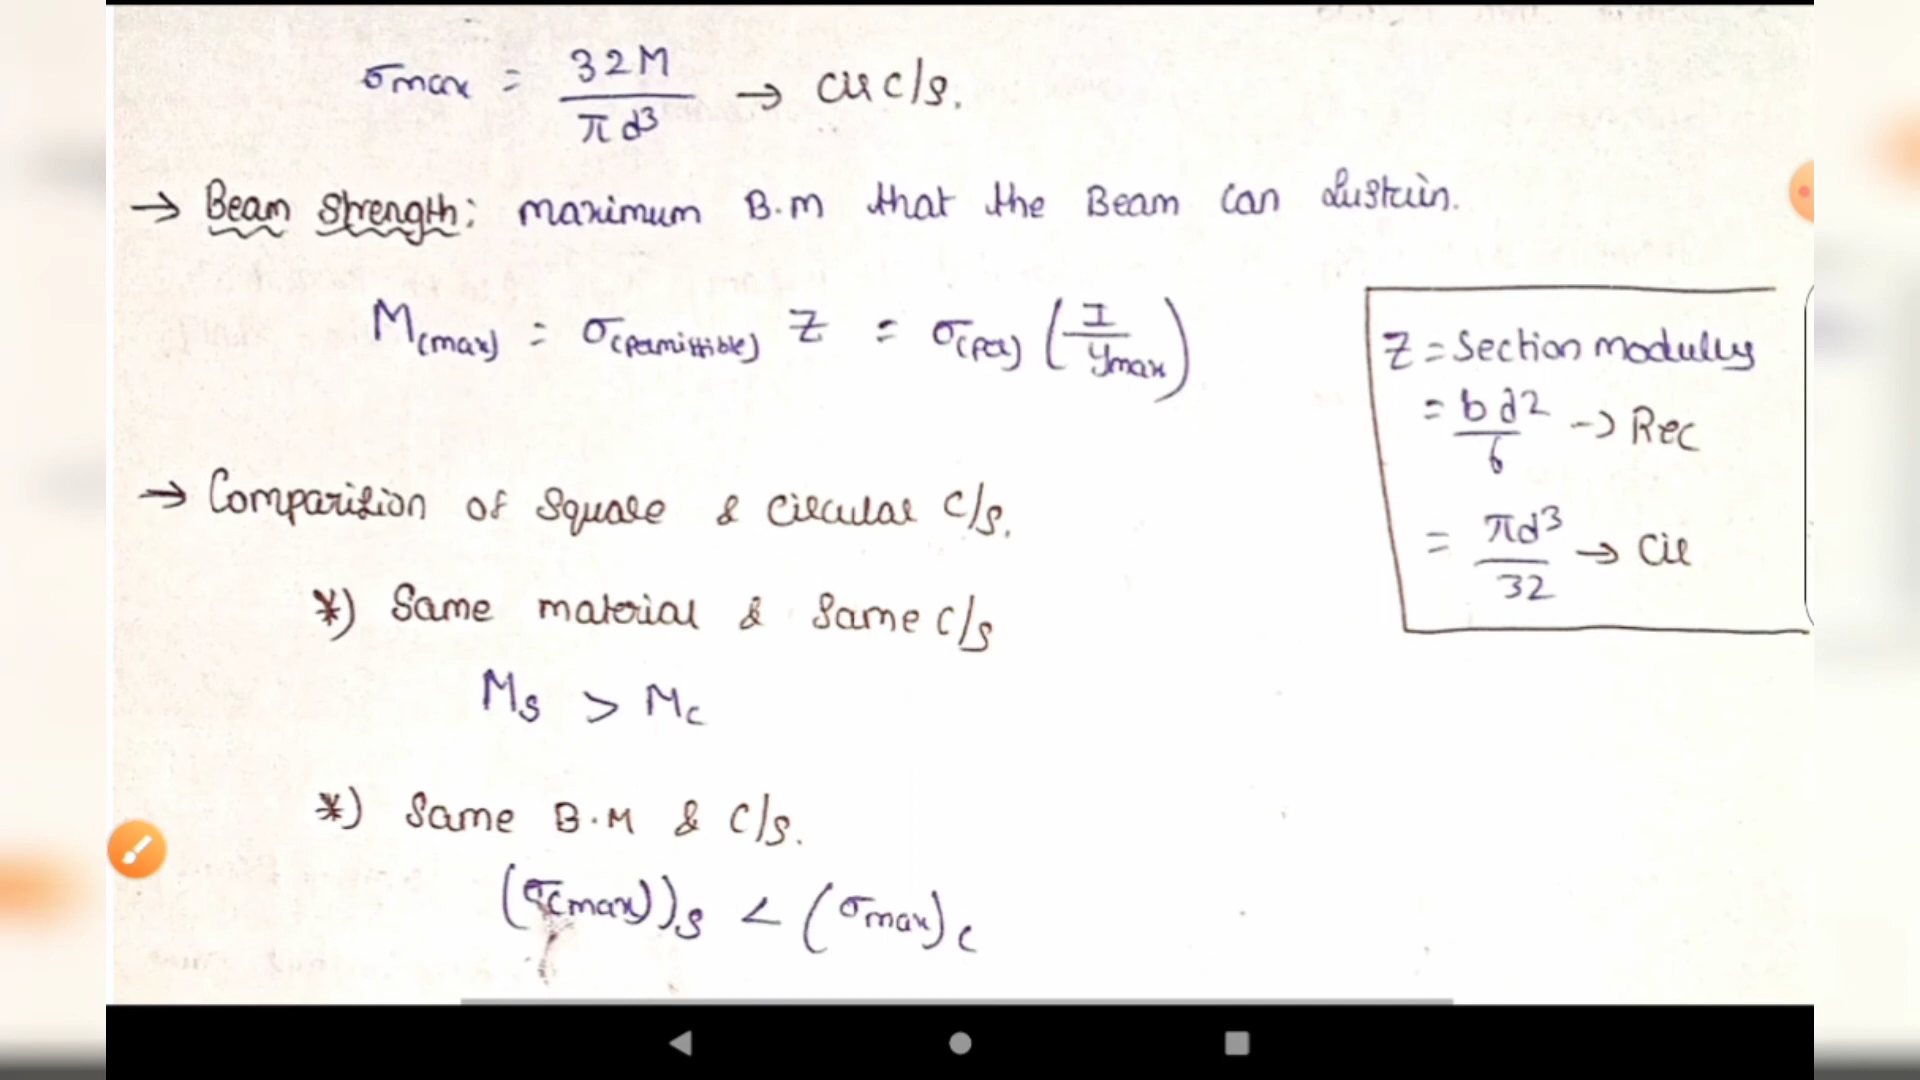 σmax = 32M / πd³ → cir c/s.
→ Beam strength: maximum B.M that the Beam can sustain.
M(max) = σ(permissible) Z = σ(per) (I / ymax)
Z = Section modulus
= bd2 / 6 → Rec
= πd³ / 32 → Cir
→ Comparision of Square & Circular C/s.
*) Same material & Same c/s
Ms > Mc
*) Same B.M & C/s.
(σ(max))s < (σmax)c